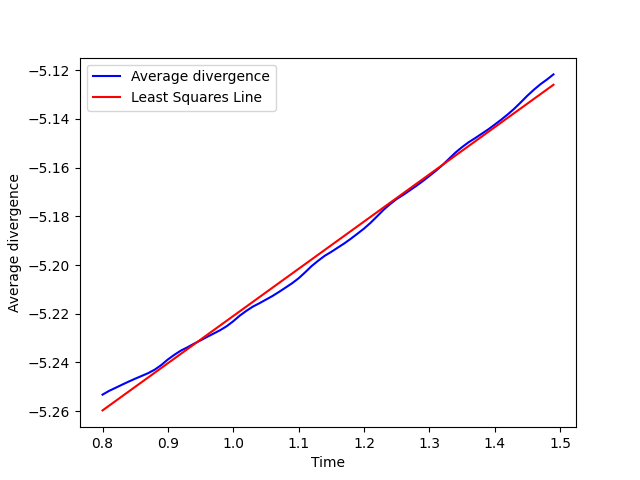 Average divergence
Least Squares Line
−5.12
−5.14
−5.16
−5.18
−5.20
−5.22
−5.24
−5.26
Average divergence
0.8 0.9 1.0 1.1 1.2 1.3 1.4 1.5
Time